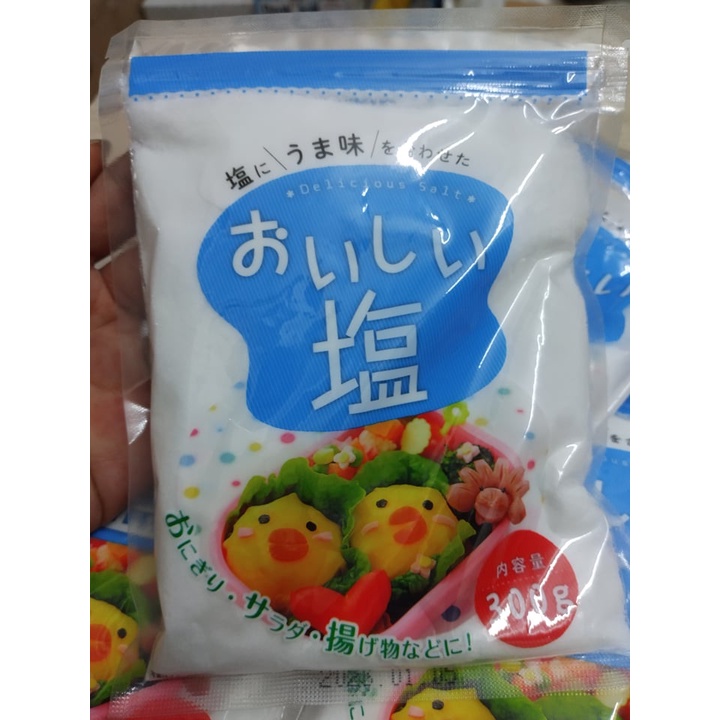 塩に\うま味/を合わせた
*Delicious Salt*
おいしい
塩
おにぎり・サラダ・揚げ物などに!
内容量
300g